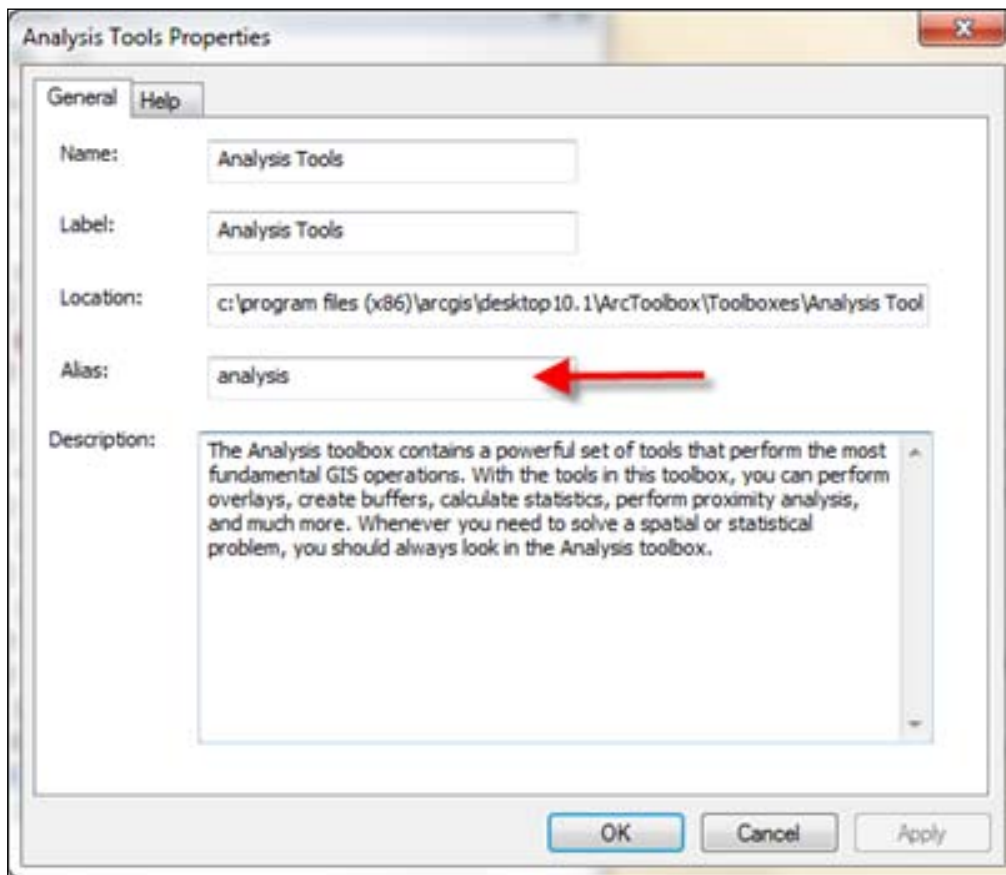 Analysis Tools Properties
General Help
Name: Analysis Tools
Label: Analysis Tools
Location: c:\program files (x86)\arcgis\desktop10.1\ArcToolbox\Toolboxes\Analysis Tool
Alias: analysis
Description: The Analysis toolbox contains a powerful set of tools that perform the most
fundamental GIS operations. With the tools in this toolbox, you can perform
overlays, create buffers, calculate statistics, perform proximity analysis,
and much more. Whenever you need to solve a spatial or statistical
problem, you should always look in the Analysis toolbox.
OK Cancel Apply